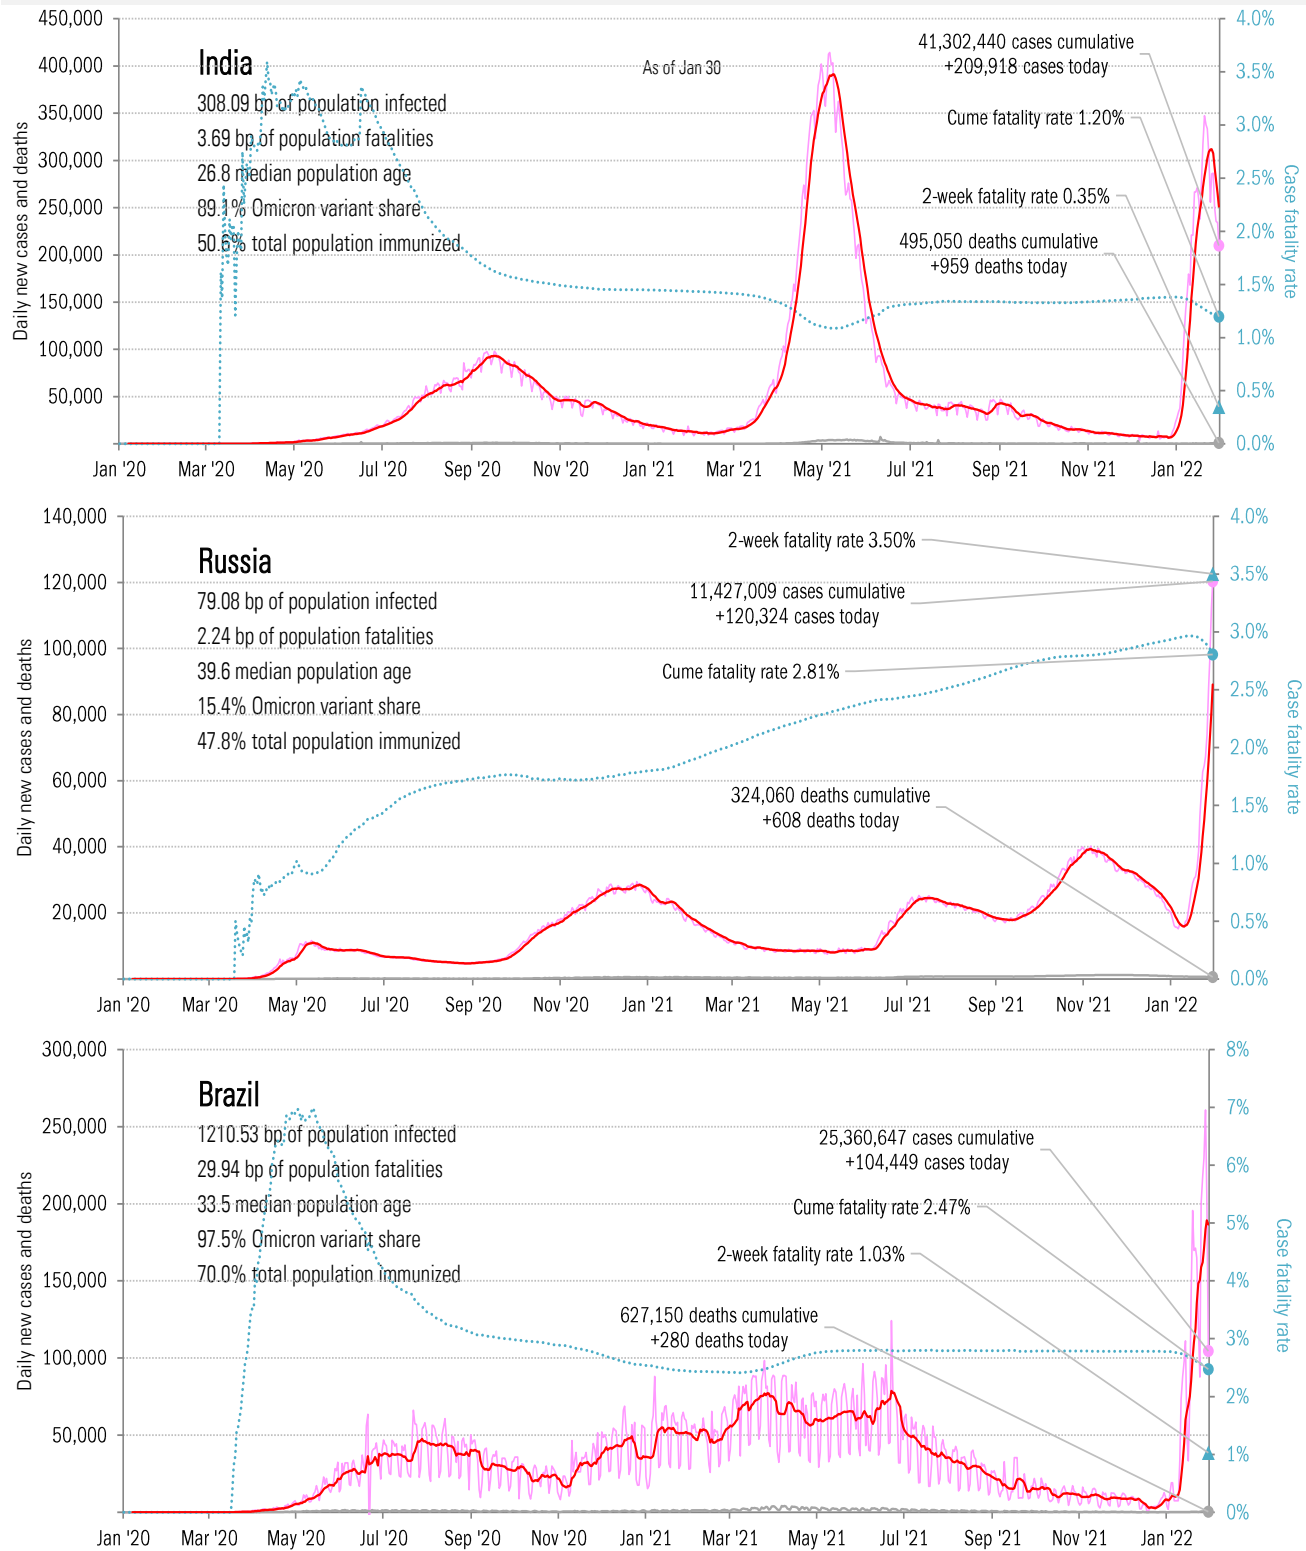 450,000
400,000
350,000
300,000
250,000
200,000
150,000
100,000
50,000
Daily new cases and deaths
India
308.09 bp of population infected
3.69 bp of population fatalities
26.8 median population age
89.1% Omicron variant share
50.6% total population immunized
As of Jan 30
41,302,440 cases cumulative
+209,918 cases today
Cume fatality rate 1.20%
2-week fatality rate 0.35%
495,050 deaths cumulative
+959 deaths today
4.0%
3.5%
3.0%
2.5%
2.0%
1.5%
1.0%
0.5%
0.0%
Case fatality rate
Jan '20 Mar '20 May '20 Jul '20 Sep '20 Nov '20 Jan '21 Mar '21 May '21 Jul '21 Sep '21 Nov '21 Jan '22
140,000
120,000
100,000
80,000
60,000
40,000
20,000
Daily new cases and deaths
Russia
79.08 bp of population infected
2.24 bp of population fatalities
39.6 median population age
15.4% Omicron variant share
47.8% total population immunized
2-week fatality rate 3.50%
11,427,009 cases cumulative
+120,324 cases today
Cume fatality rate 2.81%
324,060 deaths cumulative
+608 deaths today
4.0%
3.5%
3.0%
2.5%
2.0%
1.5%
1.0%
0.5%
0.0%
Case fatality rate
Jan '20 Mar '20 May '20 Jul '20 Sep '20 Nov '20 Jan '21 Mar '21 May '21 Jul '21 Sep '21 Nov '21 Jan '22
300,000
250,000
200,000
150,000
100,000
50,000
Daily new cases and deaths
Brazil
1210.53 bp of population infected
29.94 bp of population fatalities
33.5 median population age
97.5% Omicron variant share
70.0% total population immunized
25,360,647 cases cumulative
+104,449 cases today
Cume fatality rate 2.47%
2-week fatality rate 1.03%
627,150 deaths cumulative
+280 deaths today
8%
7%
6%
5%
4%
3%
2%
1%
0%
Case fatality rate
Jan '20 Mar '20 May '20 Jul '20 Sep '20 Nov '20 Jan '21 Mar '21 May '21 Jul '21 Sep '21 Nov '21 Jan '22